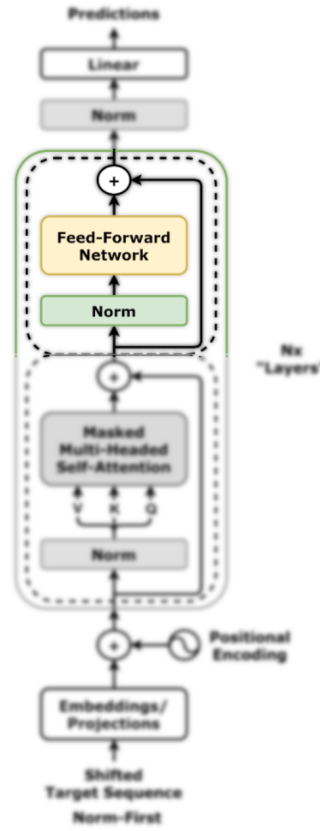 Predictions
Linear
Norm
+
Feed-Forward
Network
Norm
Nx
"Layers"
+
Masked
Multi-Headed
Self-Attention
V K Q
Norm
+
Positional
Encoding
Embeddings/
Projections
Shifted
Target Sequence
Norm-First